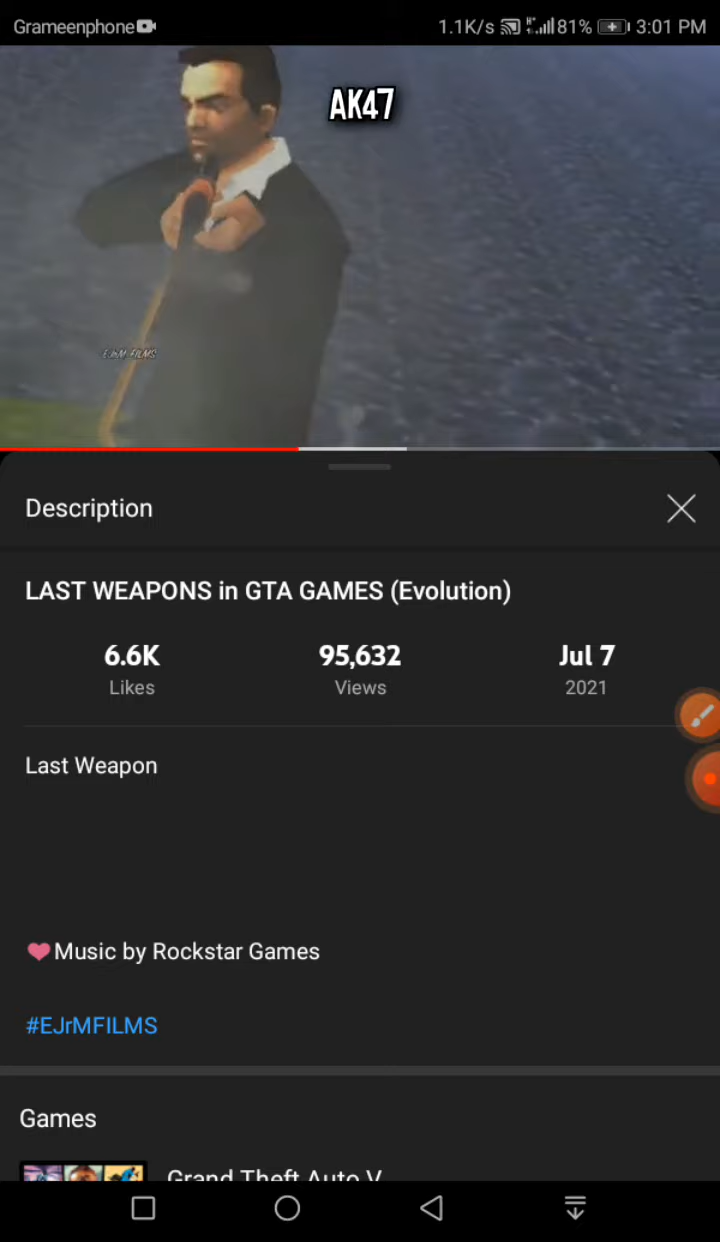 Grameenphone 1.1K/s 81% 3:01 PM
AK47
EJrM FILMS
Description
LAST WEAPONS in GTA GAMES (Evolution)
6.6K 95,632 Jul 7
Likes Views 2021
Last Weapon
❤Music by Rockstar Games
#EJrMFILMS
Games
Grand Theft Auto V